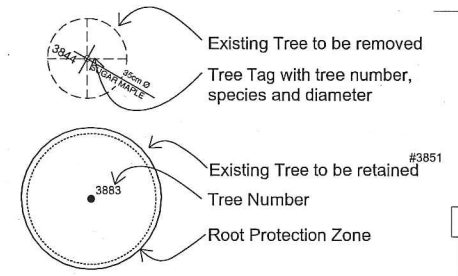 Existing Tree to be removed
3844
35cm Ø
SUGAR MAPLE
Tree Tag with tree number,
species and diameter
#3851
Existing Tree to be retained
3883
Tree Number
Root Protection Zone